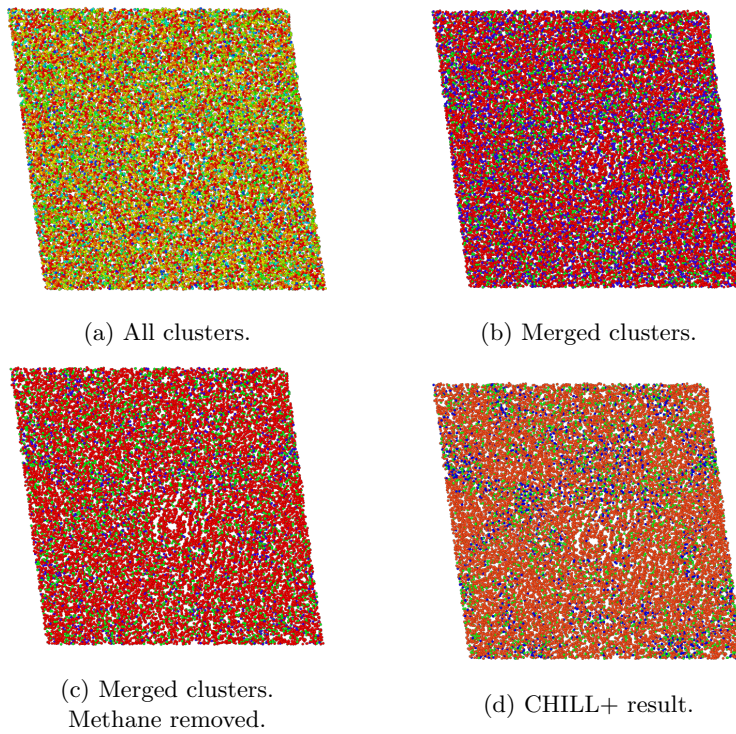 (a) All clusters.
(b) Merged clusters.
(c) Merged clusters.
Methane removed.
(d) CHILL+ result.